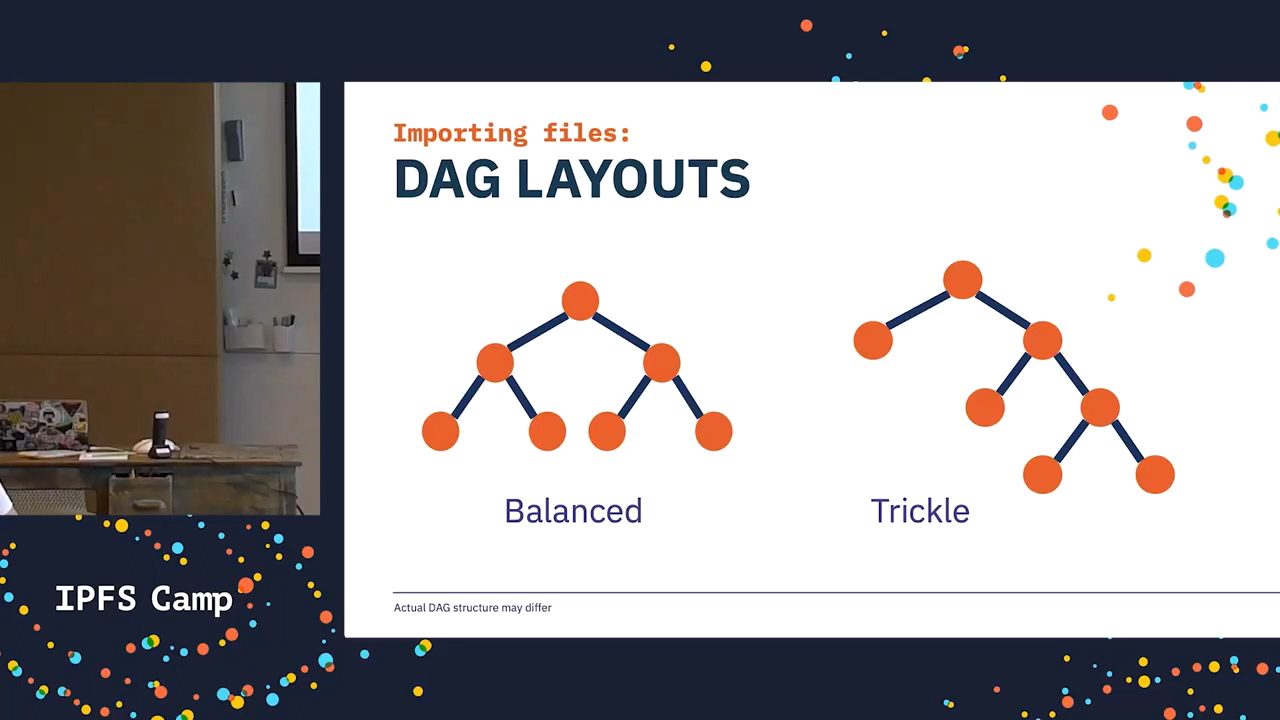 Importing files:
DAG LAYOUTS
Balanced
Trickle
Actual DAG structure may differ
IPFS Camp